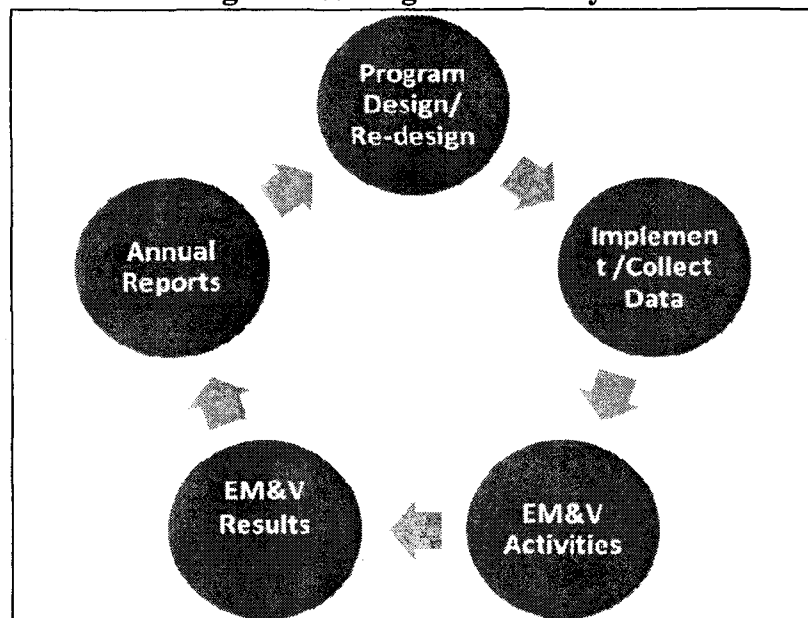 Program
Design/
Re-design
Implemen
t /Collect
Data
EM&V
Activities
EM&V
Results
Annual
Reports